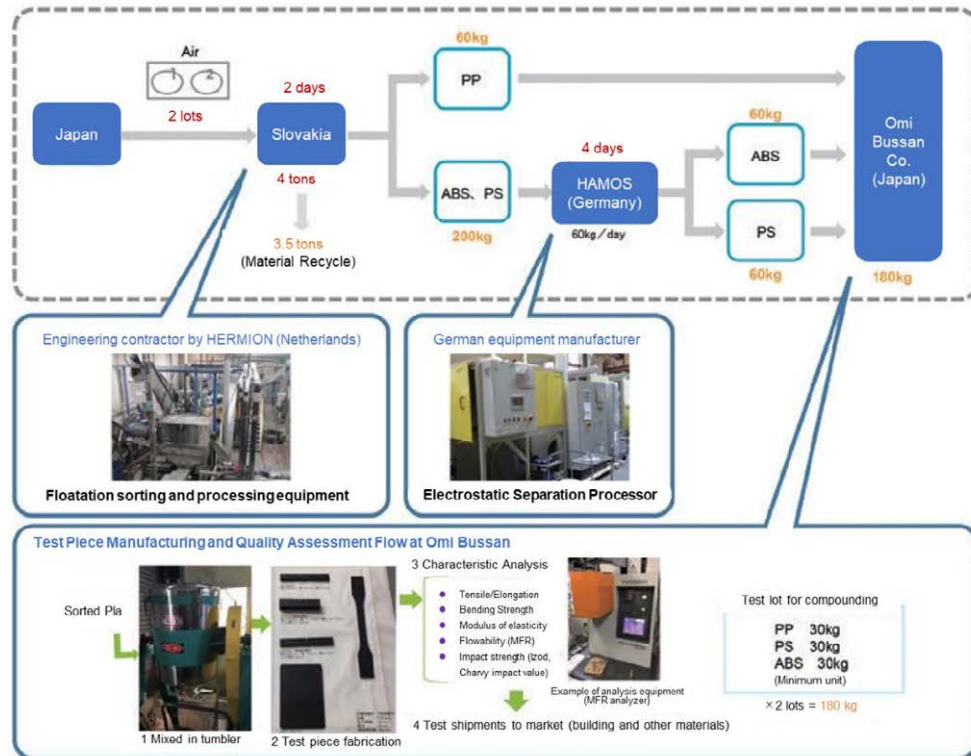 Air
1 2
2 lots
Japan
2 days
Slovakia
4 tons
3.5 tons
(Material Recycle)
60kg
PP
ABS、PS
200kg
4 days
HAMOS
(Germany)
60kg/day
60kg
ABS
PS
60kg
Omi
Bussan
Co.
(Japan)
180kg
Engineering contractor by HERMION (Netherlands)
Floatation sorting and processing equipment
German equipment manufacturer
Electrostatic Separation Processor
Test Piece Manufacturing and Quality Assessment Flow at Omi Bussan
Sorted Pla
1 Mixed in tumbler
2 Test piece fabrication
3 Characteristic Analysis
Tensile/Elongation
Bending Strength
Modulus of elasticity
Flowability (MFR)
Impact strength (Izod,
Charvy impact value)
Example of analysis equipment
(MFR analyzer)
4 Test shipments to market (building and other materials)
Test lot for compounding
PP 30kg
PS 30kg
ABS 30kg
(Minimum unit)
×2 lots = 180 kg